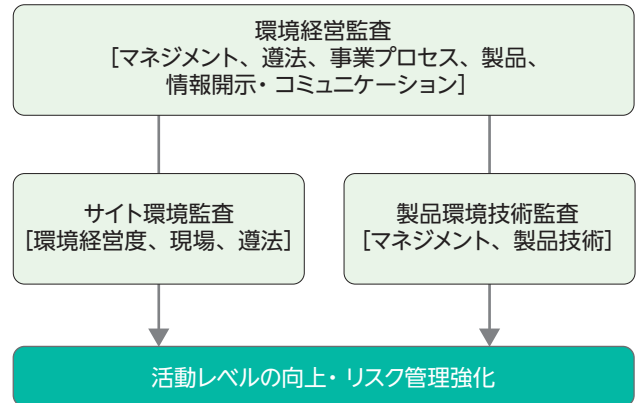 環境経営監査
[マネジメント、遵法、事業プロセス、製品、
情報開示・コミュニケーション]
サイト環境監査
[環境経営度、現場、遵法]
製品環境技術監査
[マネジメント、製品技術]
活動レベルの向上・リスク管理強化